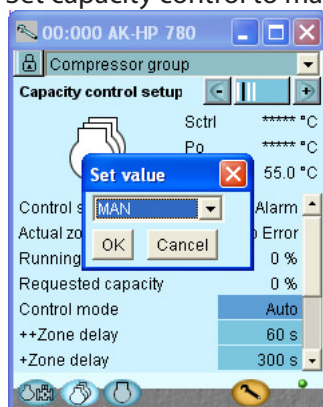 Set capacity control to ma
00:000 AK-HP 780
Compressor group
Capacity control setup
Sctrl ***** °C
Po ***** °C
55.0 °C
Set value
MAN
OK Cancel
Control s Alarm
Actual zo Error
Running 0 %
Requested capacity 0 %
Control mode Auto
++Zone delay 60 s
+Zone delay 300 s